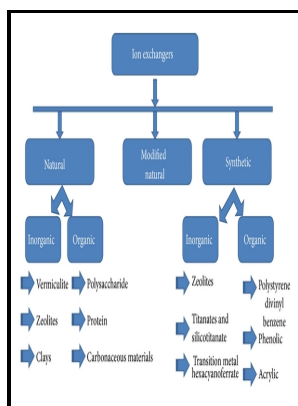 Ion exchangers
Natural
Modified
natural
Synthetic
Inorganic
Organic
Inorganic
Organic
Vermiculite
Zeolites
Clays
Polysaccharide
Protein
Carbonaceous materials
Zeolites
Titanates and
silicotitanate
Transition metal
hexacyanoferrate
Polystyrene
divinyl
benzene
Phenolic
Acrylic